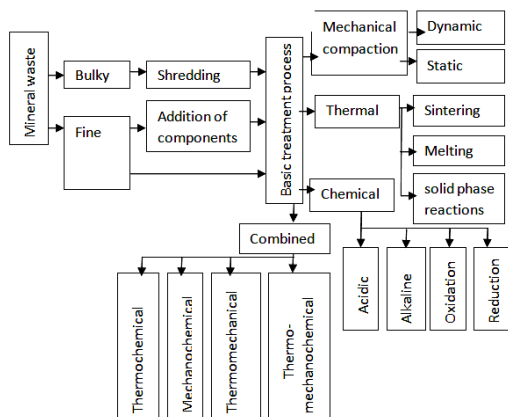 Mineral waste
Bulky
Shredding
Fine
Addition of
components
Basic treatment process
Mechanical
compaction
Dynamic
Static
Thermal
Sintering
Melting
solid phase
reactions
Chemical
Acidic
Alkaline
Oxidation
Reduction
Combined
Thermochemical
Mechanochemical
Thermomechanical
Thermo-
mechanochemical